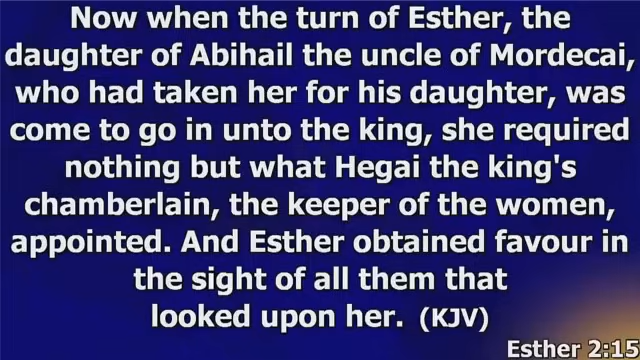 Now when the turn of Esther, the
daughter of Abihail the uncle of Mordecai,
who had taken her for his daughter, was
come to go in unto the king, she required
nothing but what Hegai the king's
chamberlain, the keeper of the women,
appointed. And Esther obtained favour in
the sight of all them that
looked upon her. (KJV)
Esther 2:15